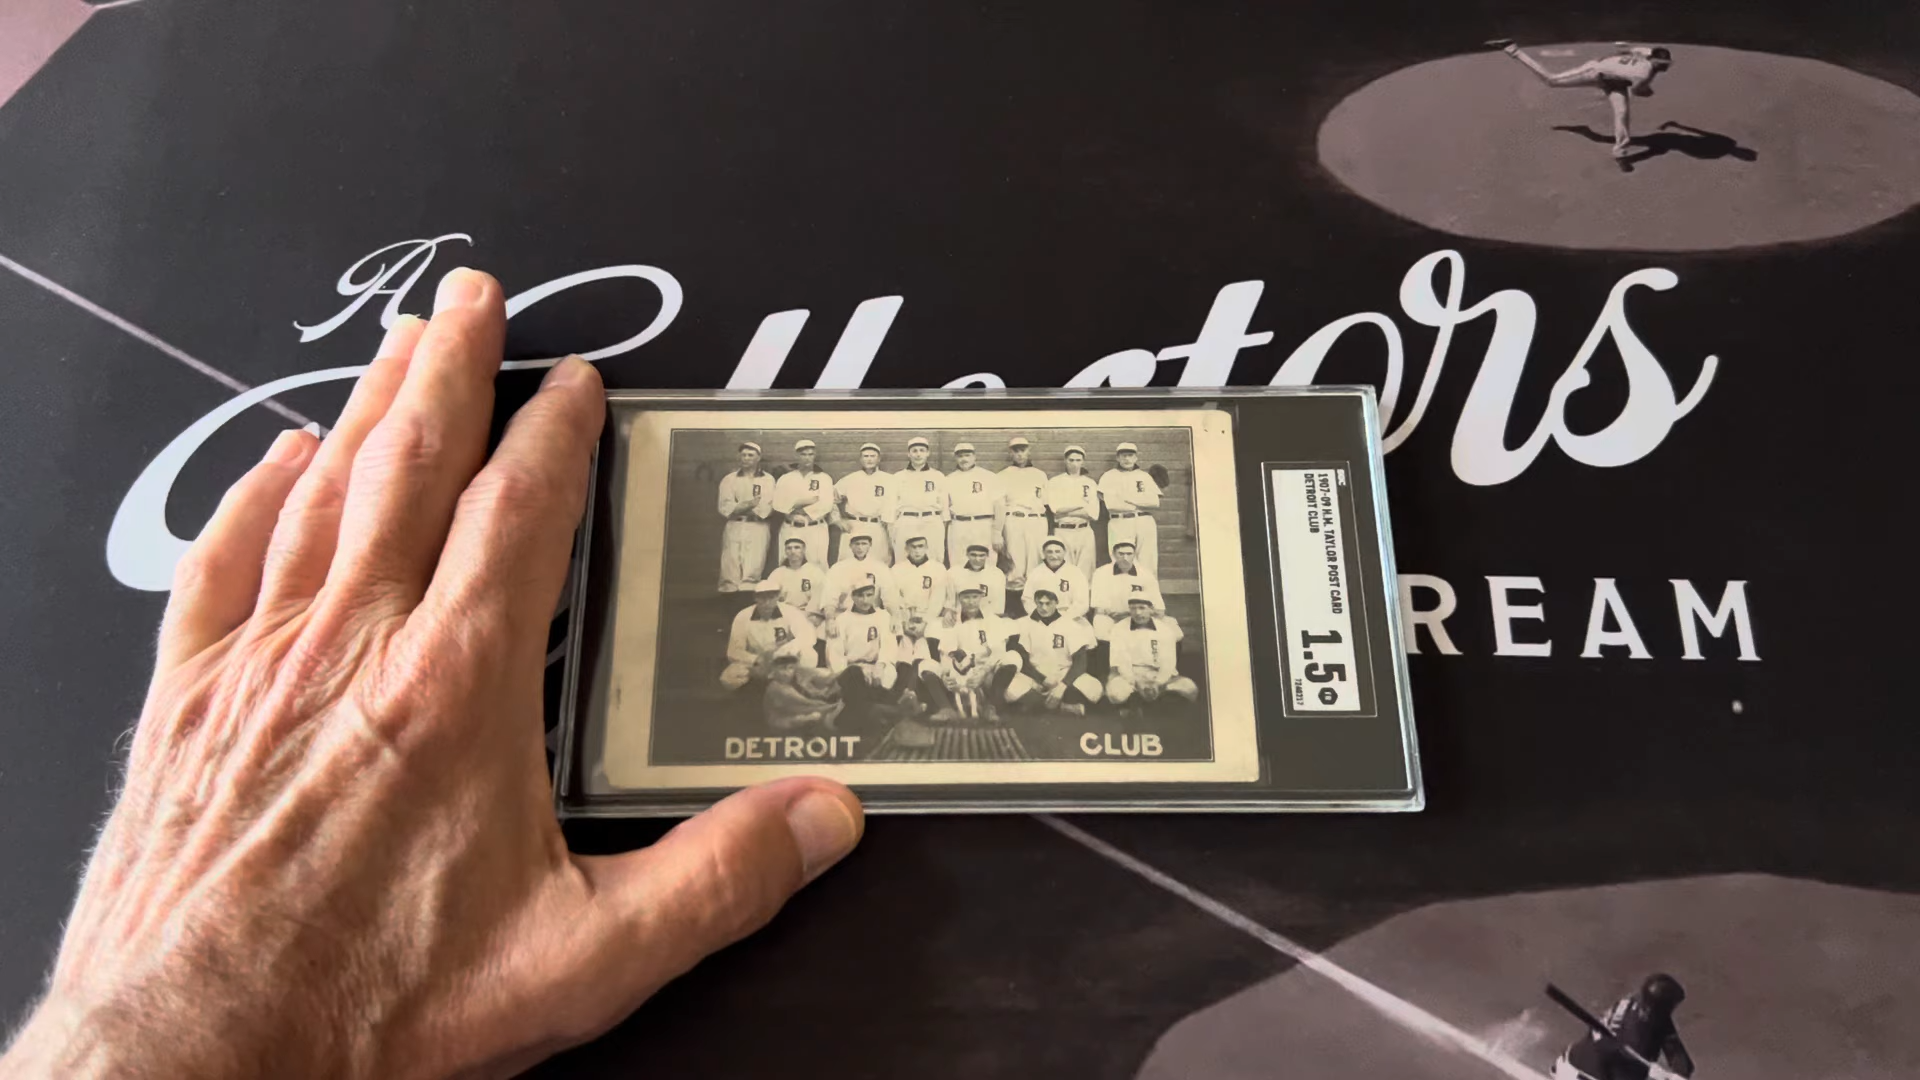 A
Collectors
REAM
DETROIT CLUB
1907-09 H.M. TAYLOR POST CARD
DETROIT CLUB
1.5